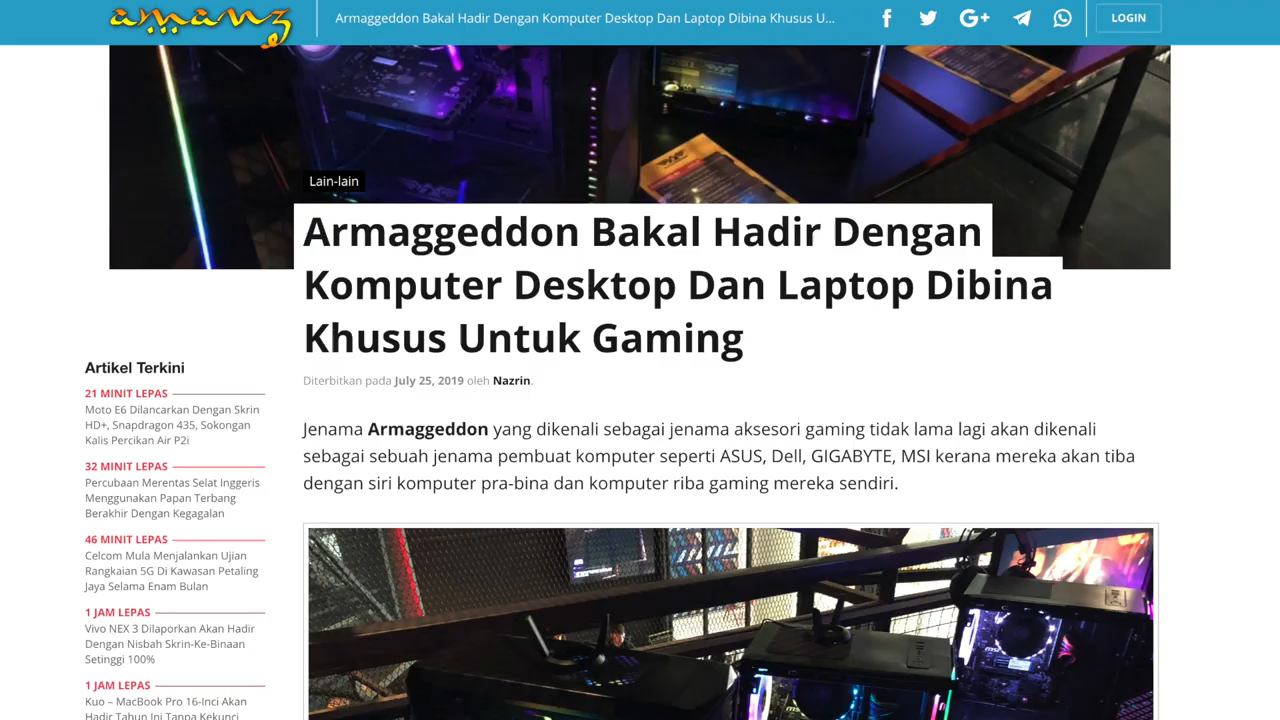 amanz
Armaggeddon Bakal Hadir Dengan Komputer Desktop Dan Laptop Dibina Khusus U...
LOGIN
Lain-lain
Armaggeddon Bakal Hadir Dengan
Komputer Desktop Dan Laptop Dibina
Khusus Untuk Gaming
Diterbitkan pada July 25, 2019 oleh Nazrin.
Artikel Terkini
21 MINIT LEPAS
Moto E6 Dilancarkan Dengan Skrin
HD+, Snapdragon 435, Sokongan
Kalis Percikan Air P2i
32 MINIT LEPAS
Percubaan Merentas Selat Inggeris
Menggunakan Papan Terbang
Berakhir Dengan Kegagalan
46 MINIT LEPAS
Celcom Mula Menjalankan Ujian
Rangkaian 5G Di Kawasan Petaling
Jaya Selama Enam Bulan
1 JAM LEPAS
Vivo NEX 3 Dilaporkan Akan Hadir
Dengan Nisbah Skrin-Ke-Binaan
Setinggi 100%
1 JAM LEPAS
Kuo – MacBook Pro 16-Inci Akan
Hadir Tahun Ini Tanpa Kekunci
Jenama Armaggeddon yang dikenali sebagai jenama aksesori gaming tidak lama lagi akan dikenali
sebagai sebuah jenama pembuat komputer seperti ASUS, Dell, GIGABYTE, MSI kerana mereka akan tiba
dengan siri komputer pra-bina dan komputer riba gaming mereka sendiri.